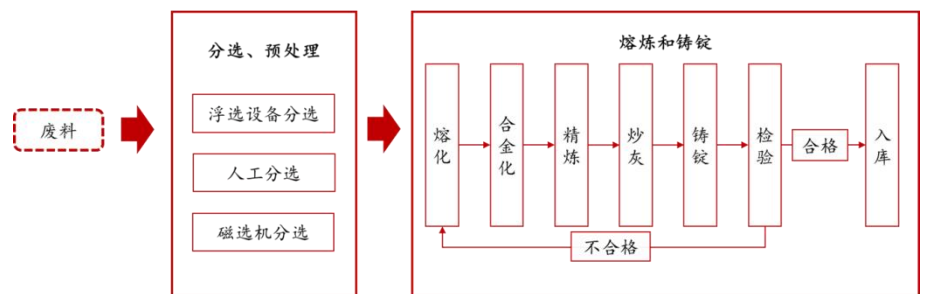 分选、预处理
熔炼和铸锭
废料
浮选设备分选
人工分选
磁选机分选
熔化
合金化
精炼
炒灰
铸锭
检验
合格
入库
不合格